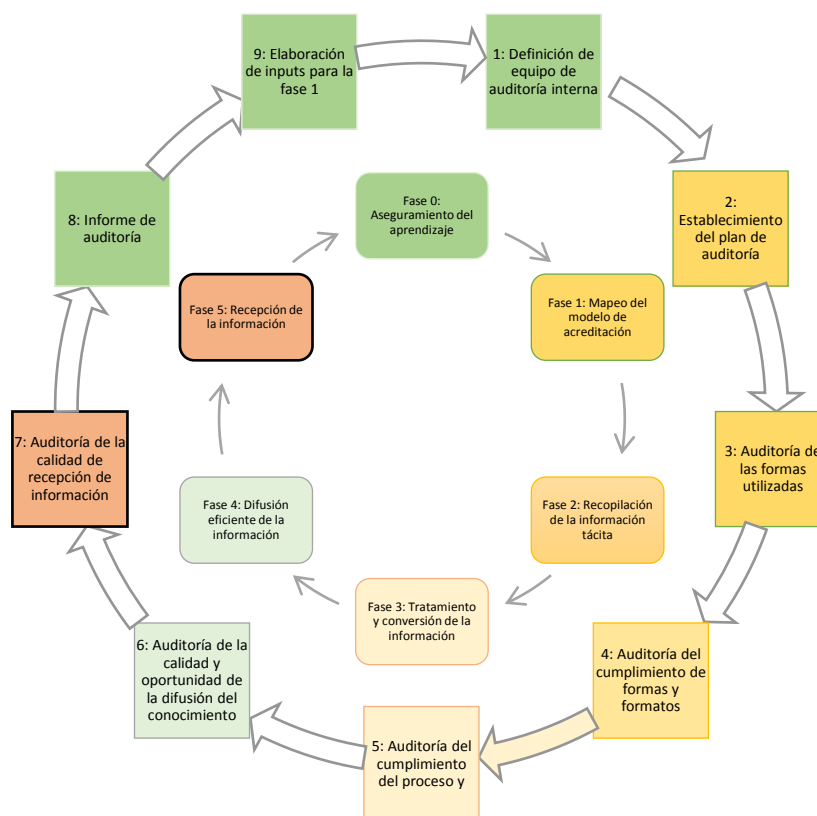 9: Elaboración
de inputs para la
fase 1
1: Definición de
equipo de
auditoría interna
2:
Establecimiento
del plan de
auditoría
3: Auditoría de
las formas
utilizadas
4: Auditoría del
cumplimiento de
formas y
formatos
5: Auditoría del
cumplimiento
del proceso y
6: Auditoría de la
calidad y
oportunidad de
la difusión del
conocimiento
7: Auditoría de la
calidad de
recepción de
información
8: Informe de
auditoría
Fase 0:
Aseguramiento del
aprendizaje
Fase 1: Mapeo del
modelo de
acreditación
Fase 2: Recopilación
de la información
tácita
Fase 3: Tratamiento
y conversión de la
información
Fase 4: Difusión
eficiente de la
información
Fase 5: Recepción de
la información